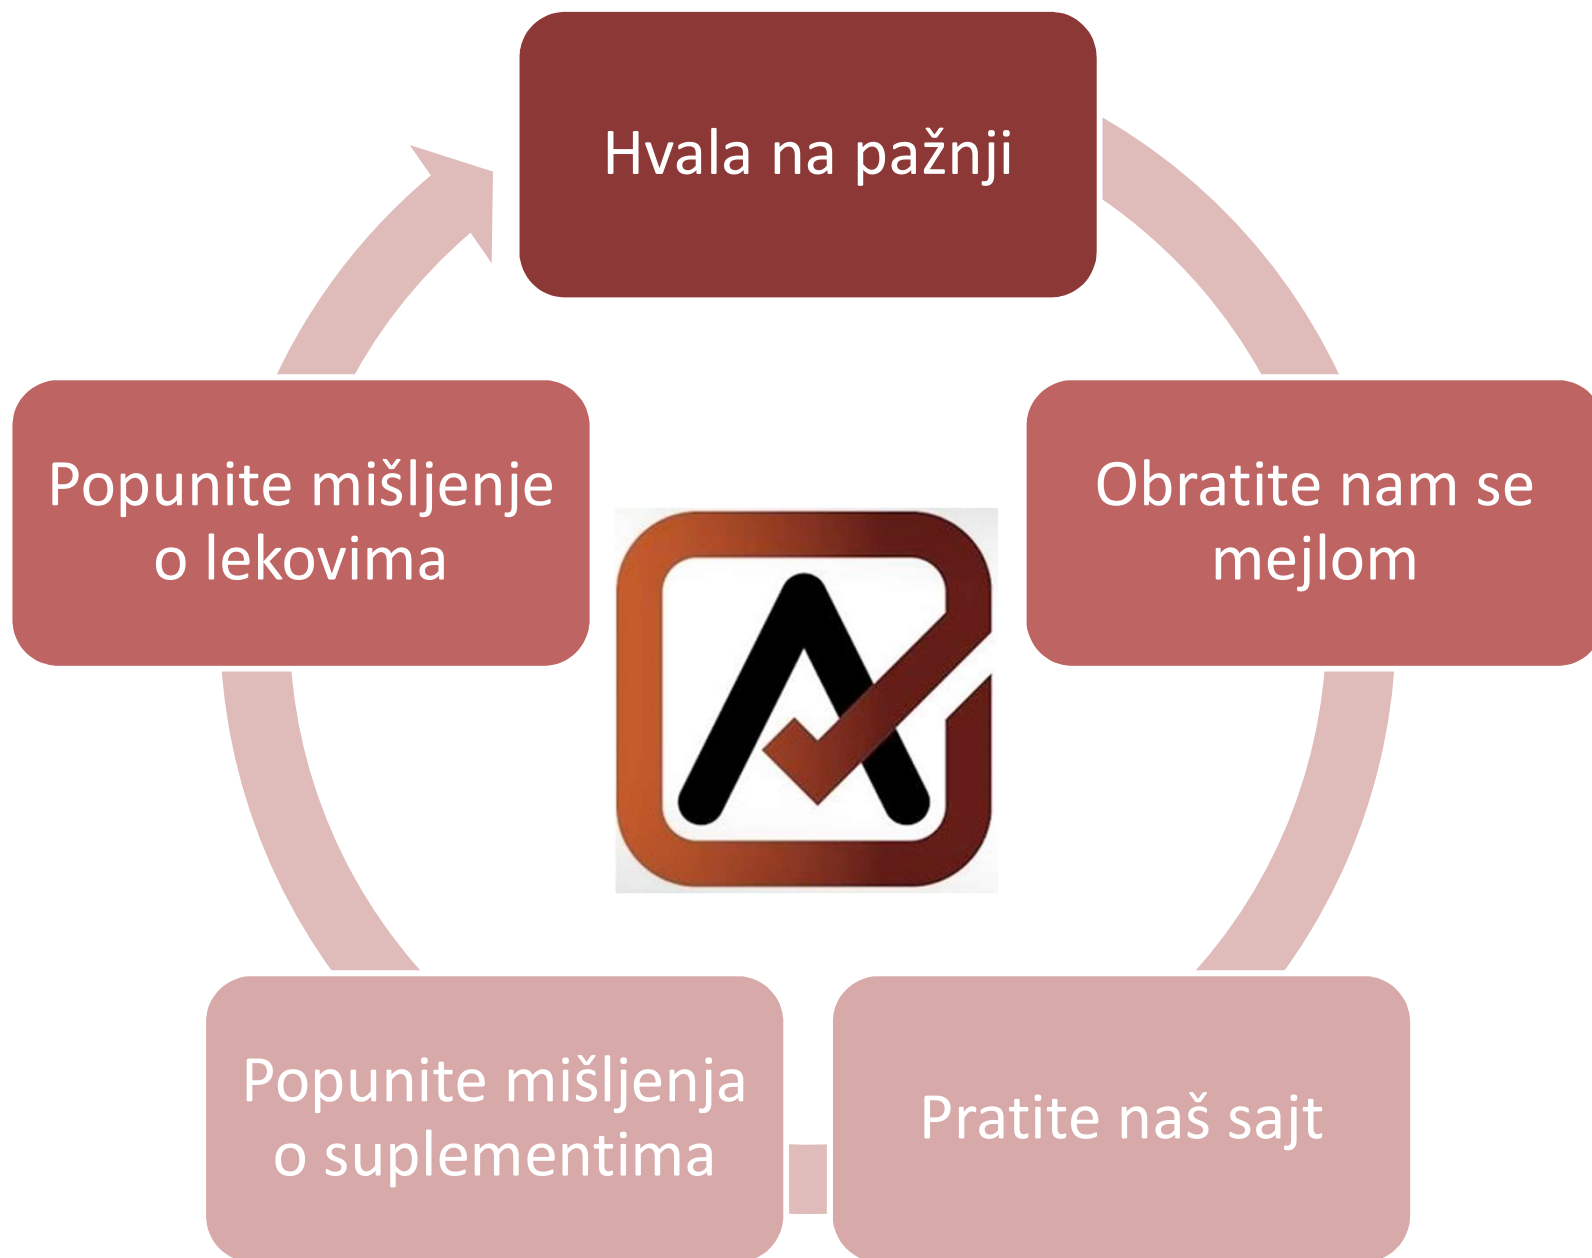 Hvala na pažnji
Obratite nam se
mejlom
Pratite naš sajt
Popunite mišljenja
o suplementima
Popunite mišljenje
o lekovima